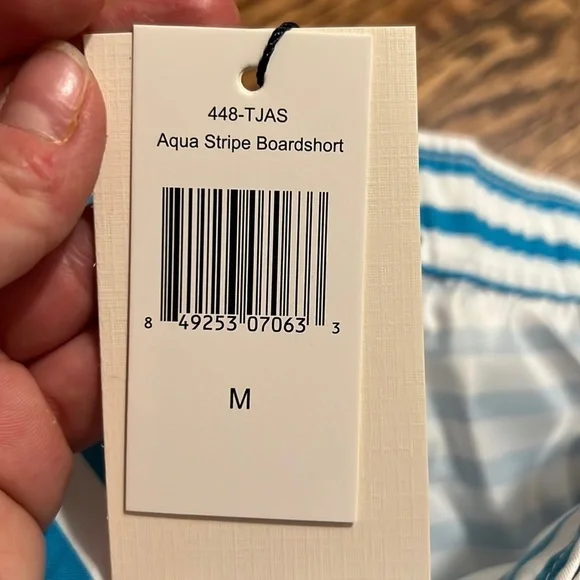 448-TJAS
Aqua Stripe Boardshort
8 49253 07063 3
M